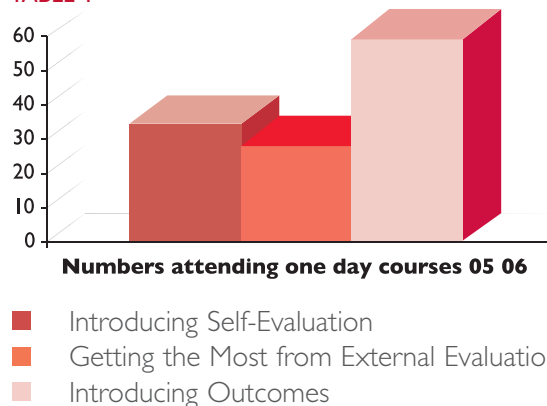 60
50
40
30
20
10
0
Numbers attending one day courses 05 06
Introducing Self-Evaluation
Getting the Most from External Evaluatio
Introducing Outcomes